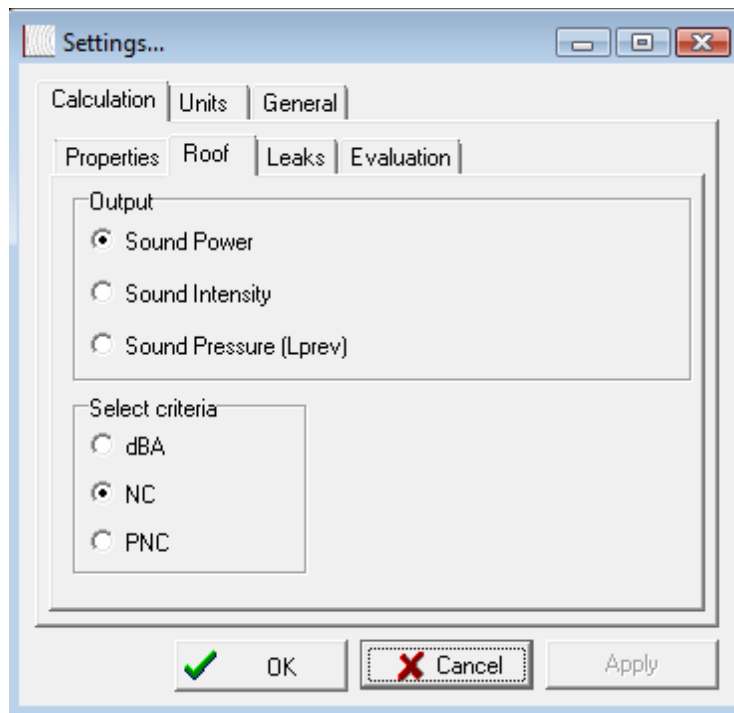 Settings...
Calculation Units General
Properties Roof Leaks Evaluation
Output
Sound Power
Sound Intensity
Sound Pressure (Lprev)
Select criteria
dBA
NC
PNC
OK Cancel Apply